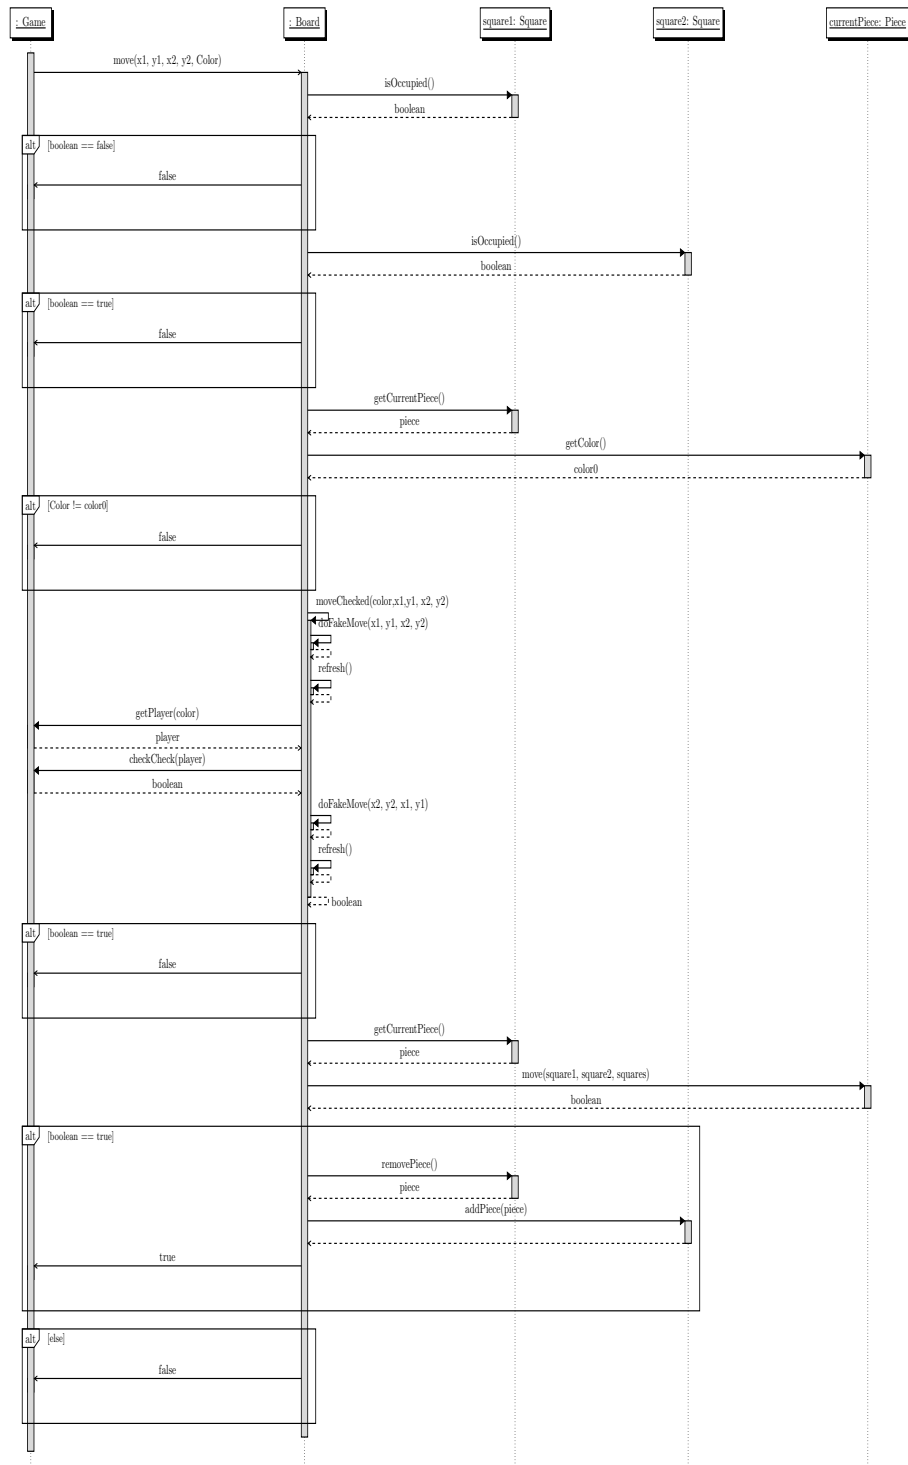 : Game
: Board
square1: Square
square2: Square
currentPiece: Piece
move(x1, y1, x2, y2, Color)
isOccupied()
boolean
alt [boolean == false]
false
isOccupied()
boolean
alt [boolean == true]
false
getCurrentPiece()
piece
getColor()
color0
alt [Color != color0]
false
moveChecked(color,x1,y1, x2, y2)
doFakeMove(x1, y1, x2, y2)
refresh()
getPlayer(color)
player
checkCheck(player)
boolean
doFakeMove(x2, y2, x1, y1)
refresh()
boolean
alt [boolean == true]
false
getCurrentPiece()
piece
move(square1, square2, squares)
boolean
alt [boolean == true]
removePiece()
piece
addPiece(piece)
true
alt [else]
false